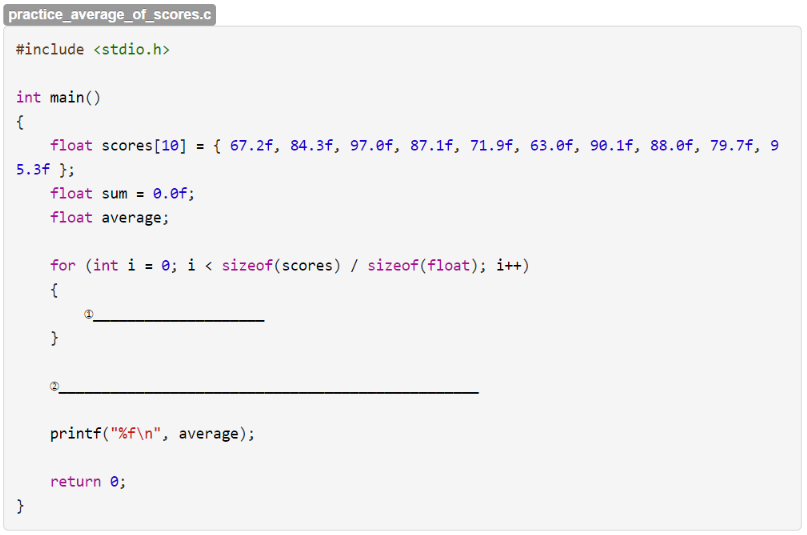 practice_average_of_scores.c
#include <stdio.h>
int main()
{
    float scores[10] = { 67.2f, 84.3f, 97.0f, 87.1f, 71.9f, 63.0f, 90.1f, 88.0f, 79.7f, 9
5.3f };
    float sum = 0.0f;
    float average;
    for (int i = 0; i < sizeof(scores) / sizeof(float); i++)
    {
        ①____________________
    }
    ②_________________________________________________
    printf("%f\n", average);
    return 0;
}